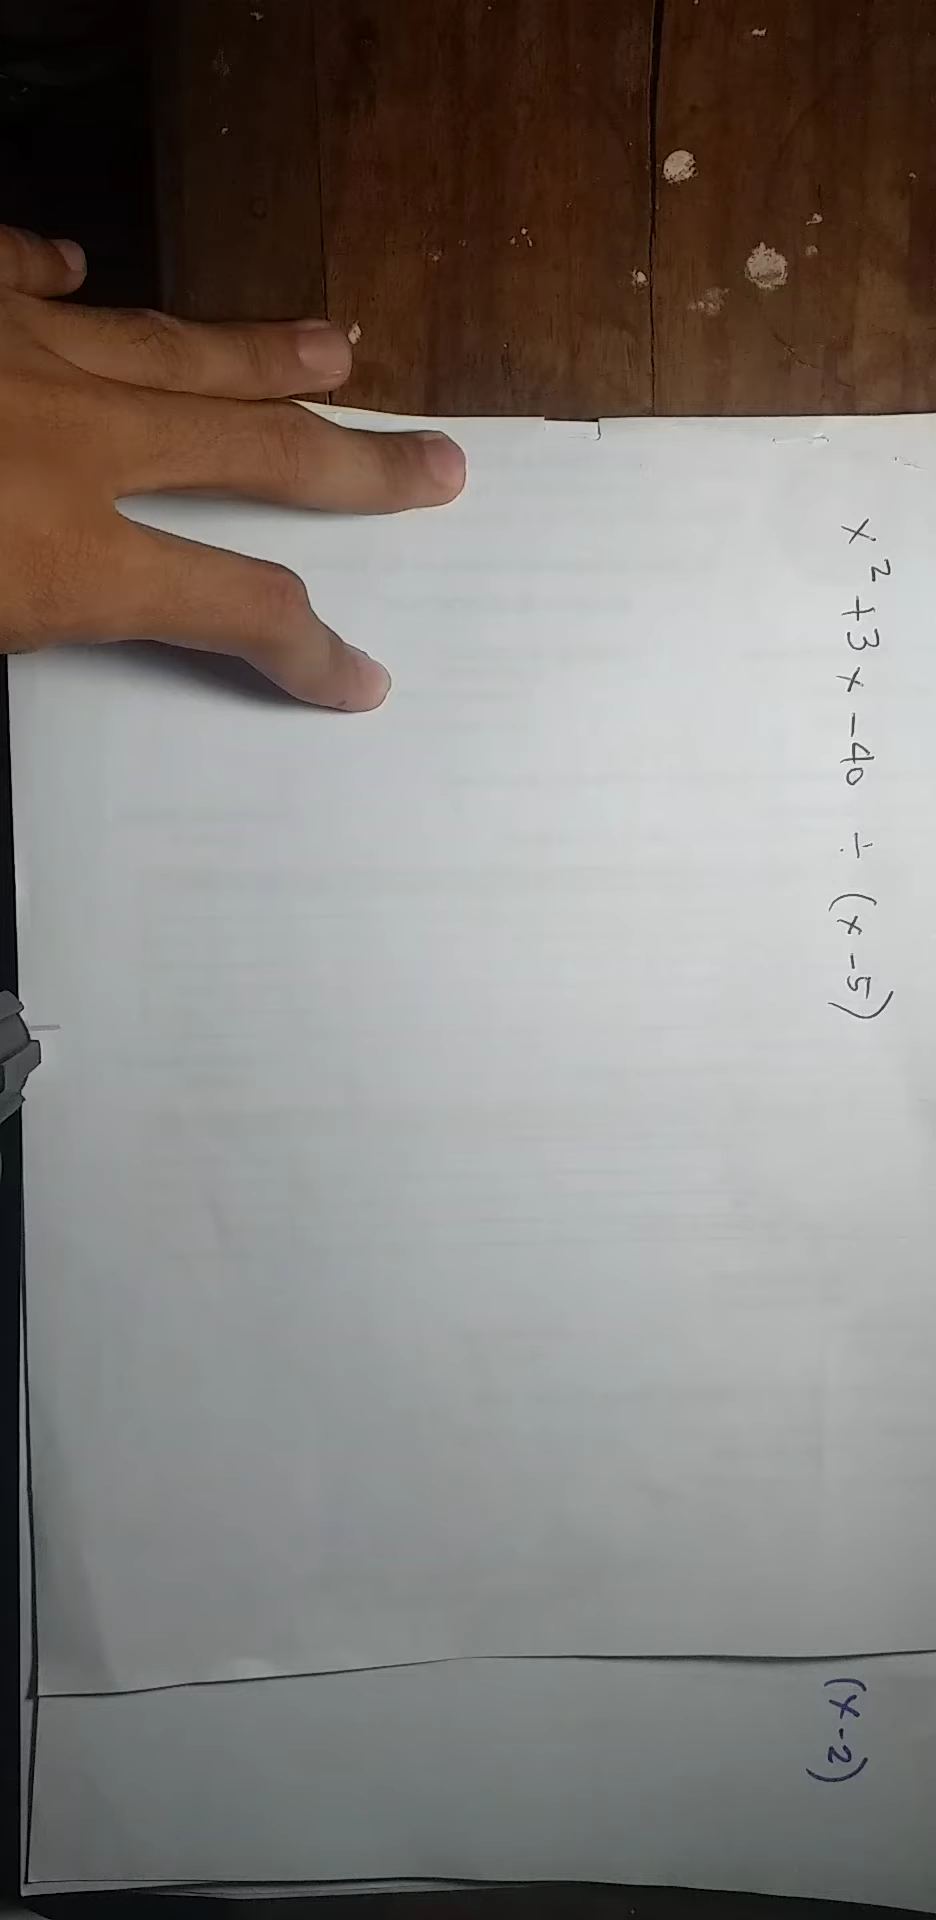 x² + 3x - 40 ÷ (x - 5)
(x - 2)